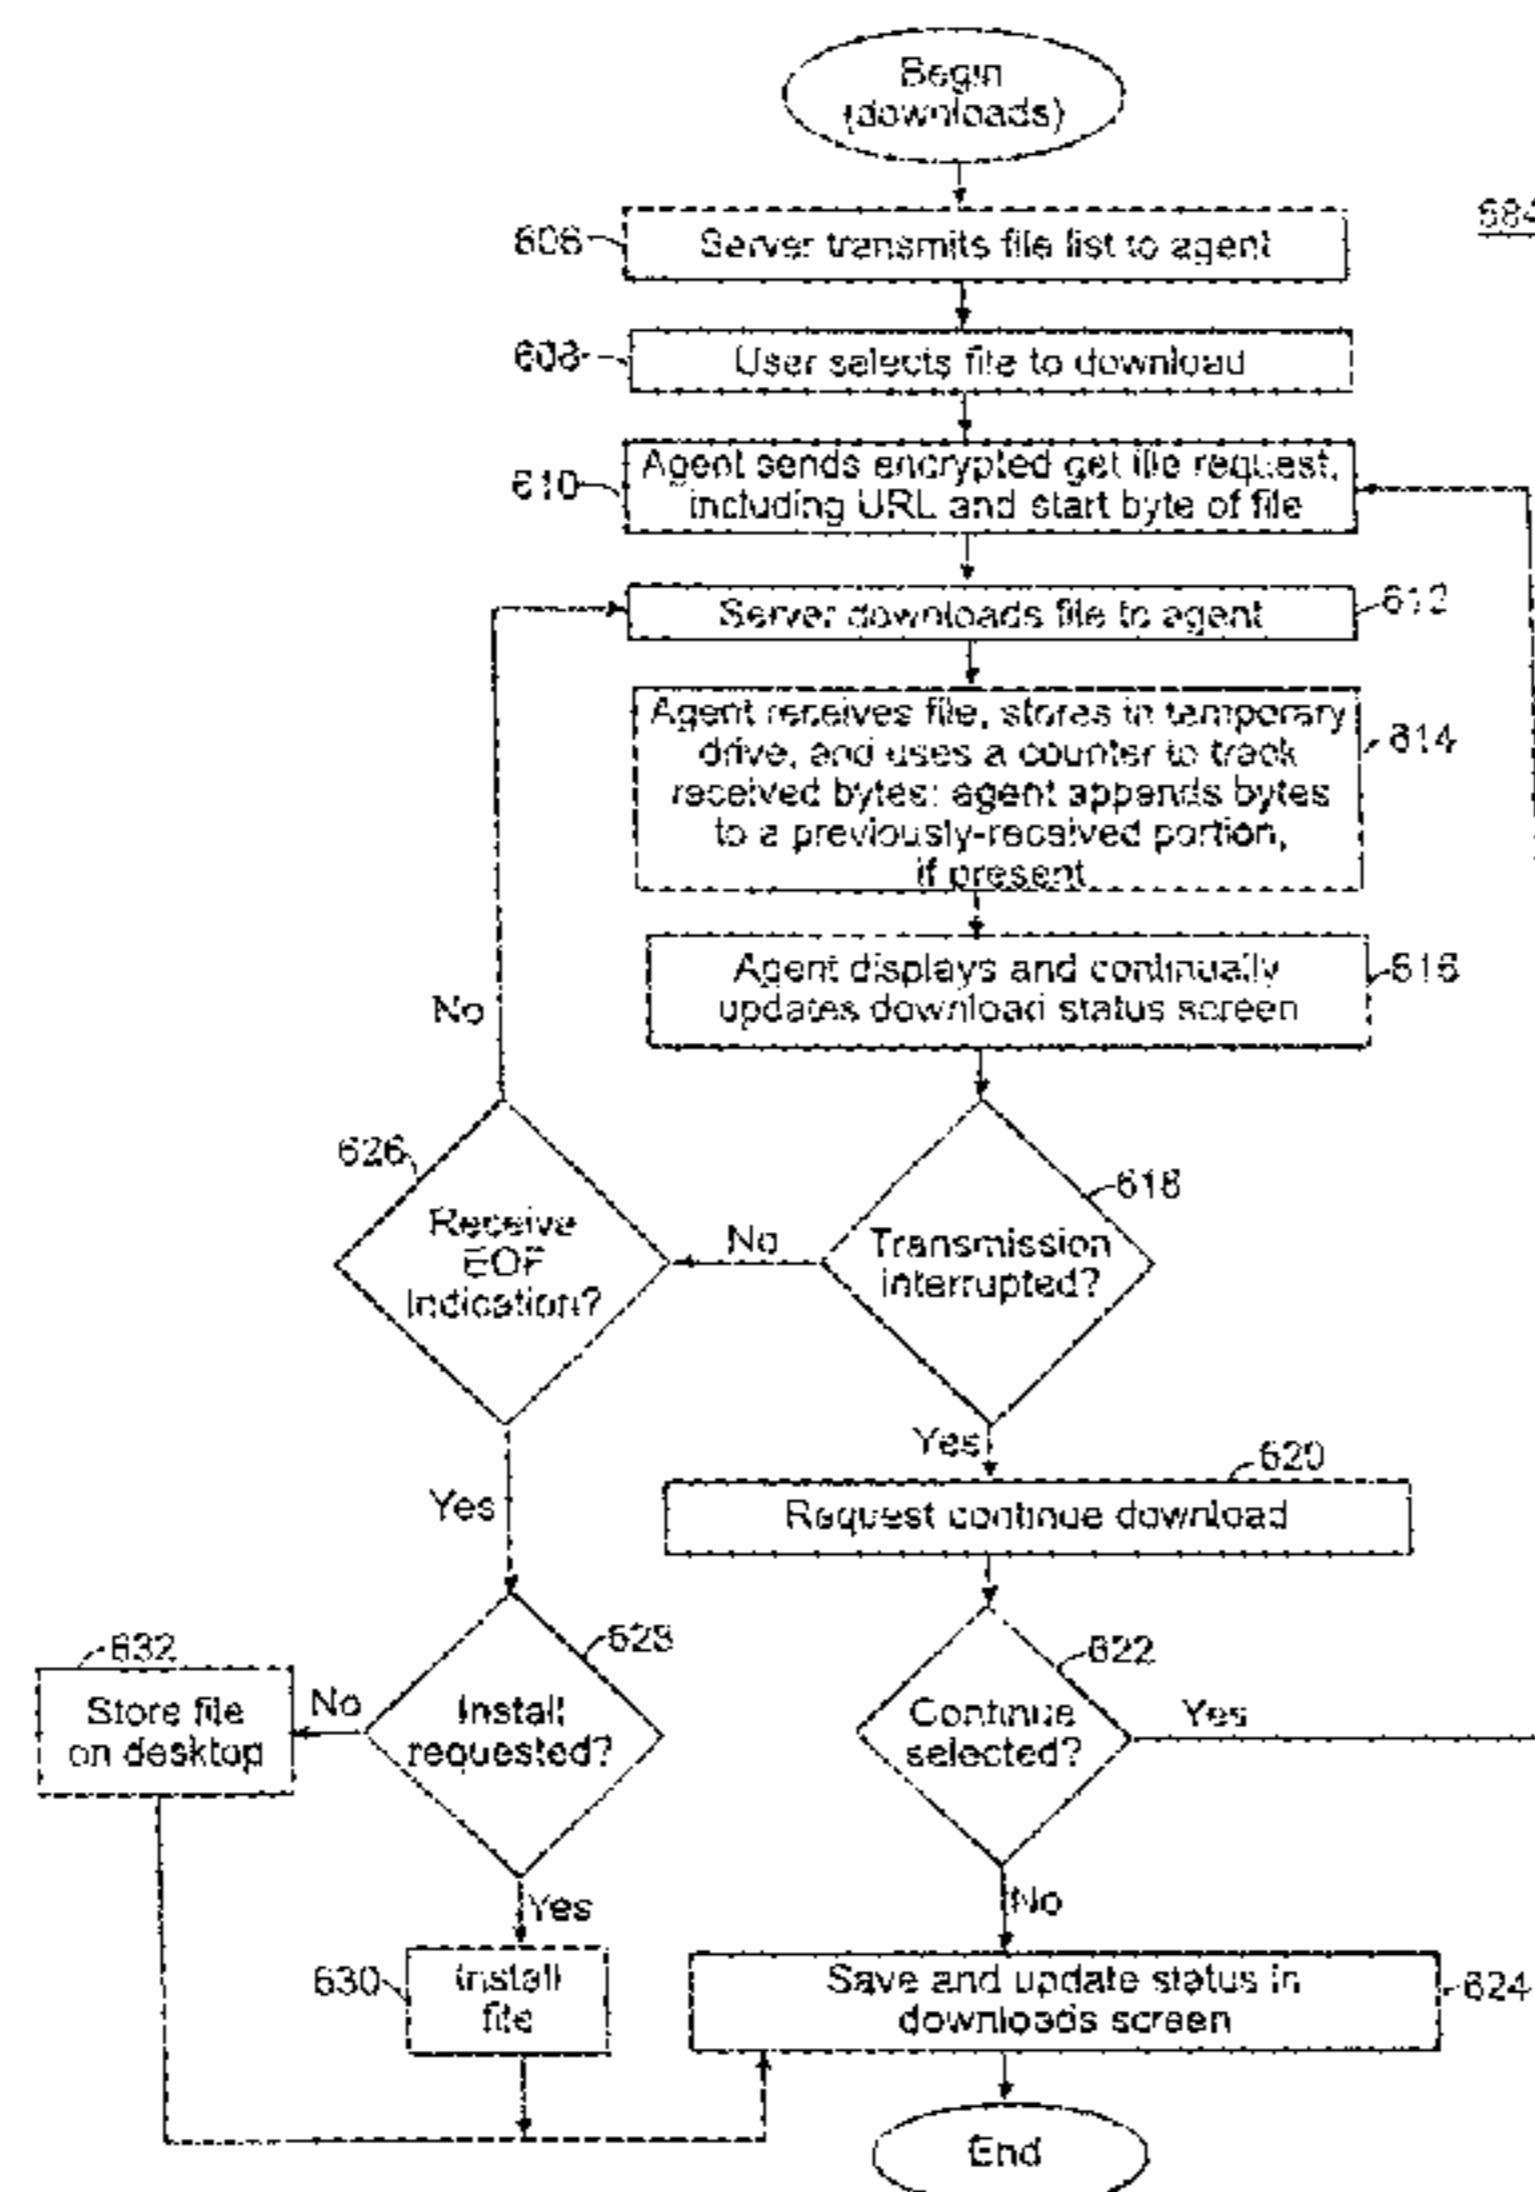 Begin
(downloads)
684
606
Server transmits file list to agent
608
User selects file to download
610
Agent sends encrypted get file request,
including URL and start byte of file
Server downloads file to agent
612
Agent receives file, stores in temporary
drive, and uses a counter to track
received bytes; agent appends bytes
to a previously-received portion,
if present
614
Agent displays and continually
updates download status screen
616
No
626
Receive
EOF
Indication?
No
618
Transmission
interrupted?
Yes
Yes
620
Request continue download
632
Store file
on desktop
No
628
Install
requested?
622
Continue
selected?
Yes
Yes
No
630
Install
file
Save and update status in
downloads screen
624
End